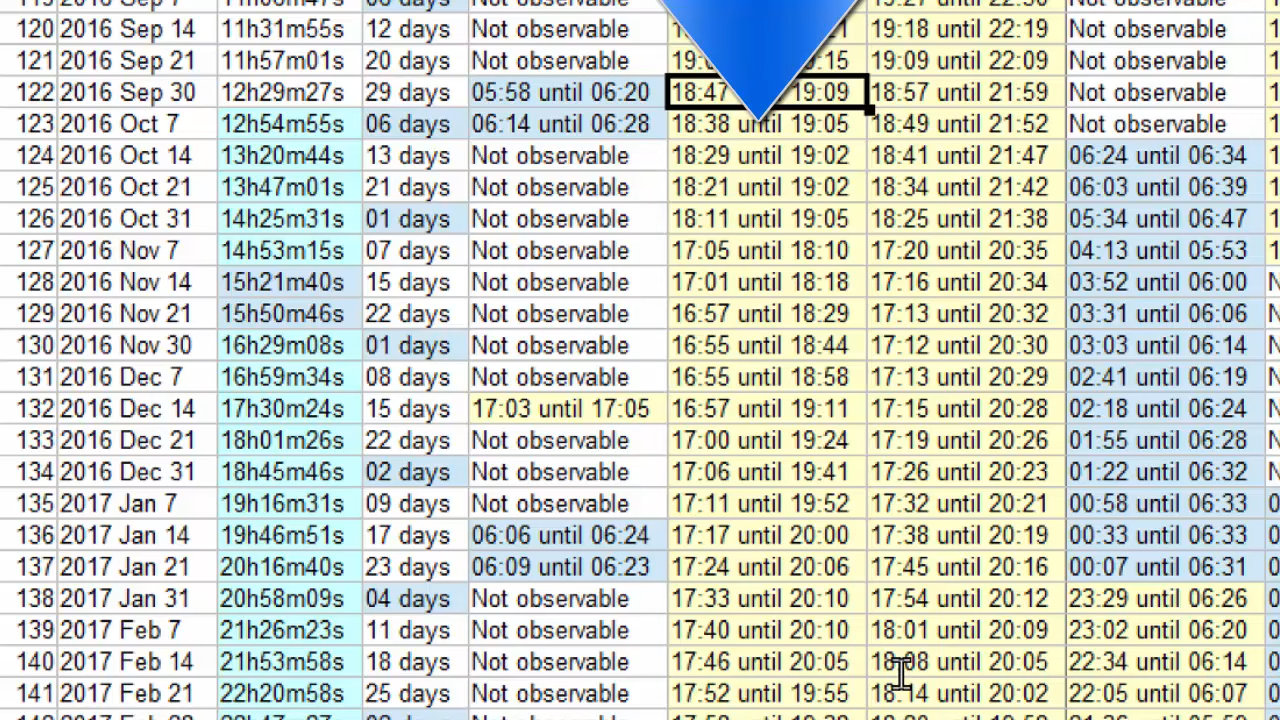 120 2016 Sep 14 11h31m55s 12 days Not observable 19:18 until 22:19 Not observable
121 2016 Sep 21 11h57m01s 20 days Not observable 19:09 until 22:09 Not observable
122 2016 Sep 30 12h29m27s 29 days 05:58 until 06:20 18:47 19:09 18:57 until 21:59 Not observable
123 2016 Oct 7 12h54m55s 06 days 06:14 until 06:28 18:38 until 19:05 18:49 until 21:52 Not observable
124 2016 Oct 14 13h20m44s 13 days Not observable 18:29 until 19:02 18:41 until 21:47 06:24 until 06:34
125 2016 Oct 21 13h47m01s 21 days Not observable 18:21 until 19:02 18:34 until 21:42 06:03 until 06:39
126 2016 Oct 31 14h25m31s 01 days Not observable 18:11 until 19:05 18:25 until 21:38 05:34 until 06:47
127 2016 Nov 7 14h53m15s 07 days Not observable 17:05 until 18:10 17:20 until 20:35 04:13 until 05:53
128 2016 Nov 14 15h21m40s 15 days Not observable 17:01 until 18:18 17:16 until 20:34 03:52 until 06:00
129 2016 Nov 21 15h50m46s 22 days Not observable 16:57 until 18:29 17:13 until 20:32 03:31 until 06:06
130 2016 Nov 30 16h29m08s 01 days Not observable 16:55 until 18:44 17:12 until 20:30 03:03 until 06:14
131 2016 Dec 7 16h59m34s 08 days Not observable 16:55 until 18:58 17:13 until 20:29 02:41 until 06:19
132 2016 Dec 14 17h30m24s 15 days 17:03 until 17:05 16:57 until 19:11 17:15 until 20:28 02:18 until 06:24
133 2016 Dec 21 18h01m26s 22 days Not observable 17:00 until 19:24 17:19 until 20:26 01:55 until 06:28
134 2016 Dec 31 18h45m46s 02 days Not observable 17:06 until 19:41 17:26 until 20:23 01:22 until 06:32
135 2017 Jan 7 19h16m31s 09 days Not observable 17:11 until 19:52 17:32 until 20:21 00:58 until 06:33
136 2017 Jan 14 19h46m51s 17 days 06:06 until 06:24 17:17 until 20:00 17:38 until 20:19 00:33 until 06:33
137 2017 Jan 21 20h16m40s 23 days 06:09 until 06:23 17:24 until 20:06 17:45 until 20:16 00:07 until 06:31
138 2017 Jan 31 20h58m09s 04 days Not observable 17:33 until 20:10 17:54 until 20:12 23:29 until 06:26
139 2017 Feb 7 21h26m23s 11 days Not observable 17:40 until 20:10 18:01 until 20:09 23:02 until 06:20
140 2017 Feb 14 21h53m58s 18 days Not observable 17:46 until 20:05 18:08 until 20:05 22:34 until 06:14
141 2017 Feb 21 22h20m58s 25 days Not observable 17:52 until 19:55 18:14 until 20:02 22:05 until 06:07